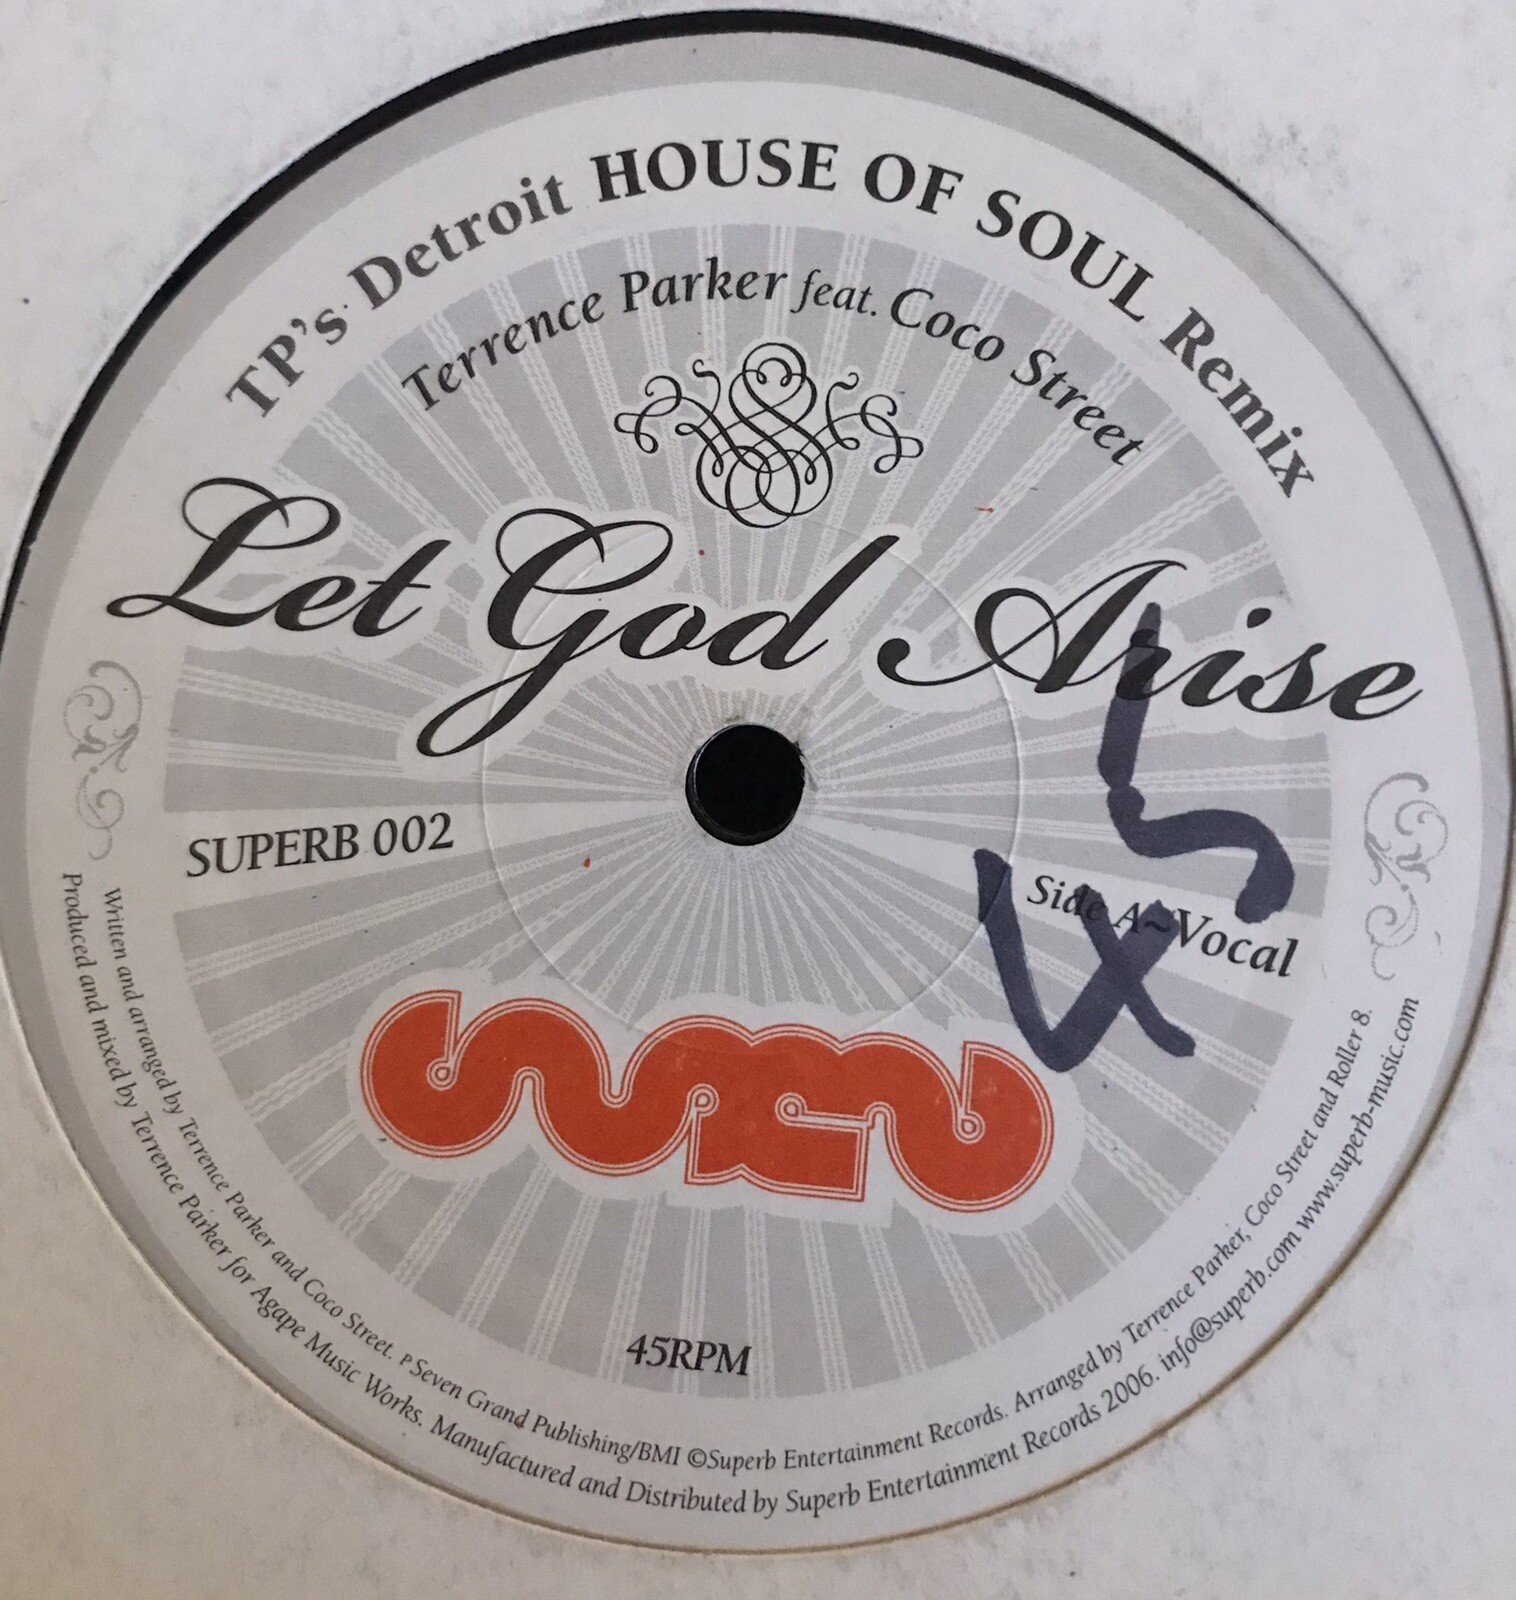 TP's Detroit HOUSE OF SOUL Remix
Terrence Parker feat. Coco Street
Let God Arise
SUPERB 002
Side A~Vocal
45
45RPM
Written and arranged by Terrence Parker and Coco Street. P Seven Grand Publishing/BMI ©Superb Entertainment Records. Arranged by Terrence Parker, Coco Street and Roller 8.
Produced and mixed by Terrence Parker for Agape Music Works. Manufactured and Distributed by Superb Entertainment Records 2006. info@superb.com www.superb-music.com